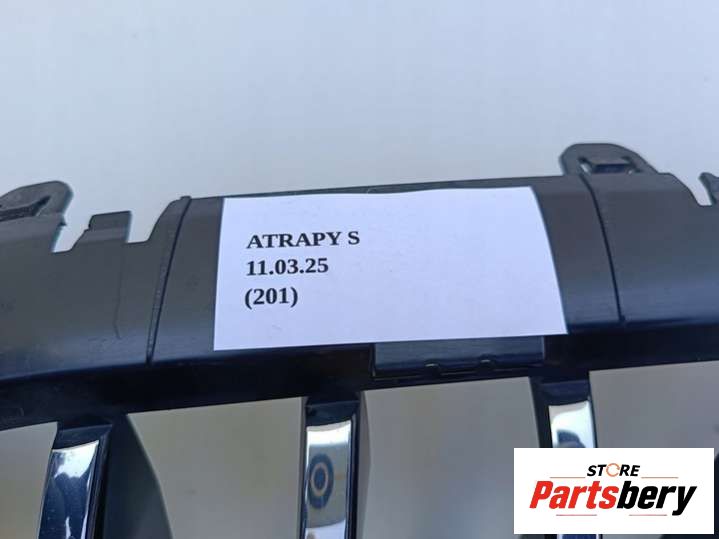 ATRAPY S
11.03.25
(201)
STORE
Partsbery